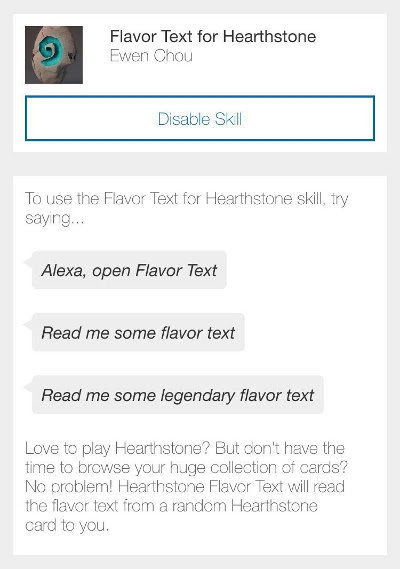 Flavor Text for Hearthstone
Ewen Chou
Disable Skill
To use the Flavor Text for Hearthstone skill, try
saying...
Alexa, open Flavor Text
Read me some flavor text
Read me some legendary flavor text
Love to play Hearthstone? But don't have the
time to browse your huge collection of cards?
No problem! Hearthstone Flavor Text will read
the flavor text from a random Hearthstone
card to you.